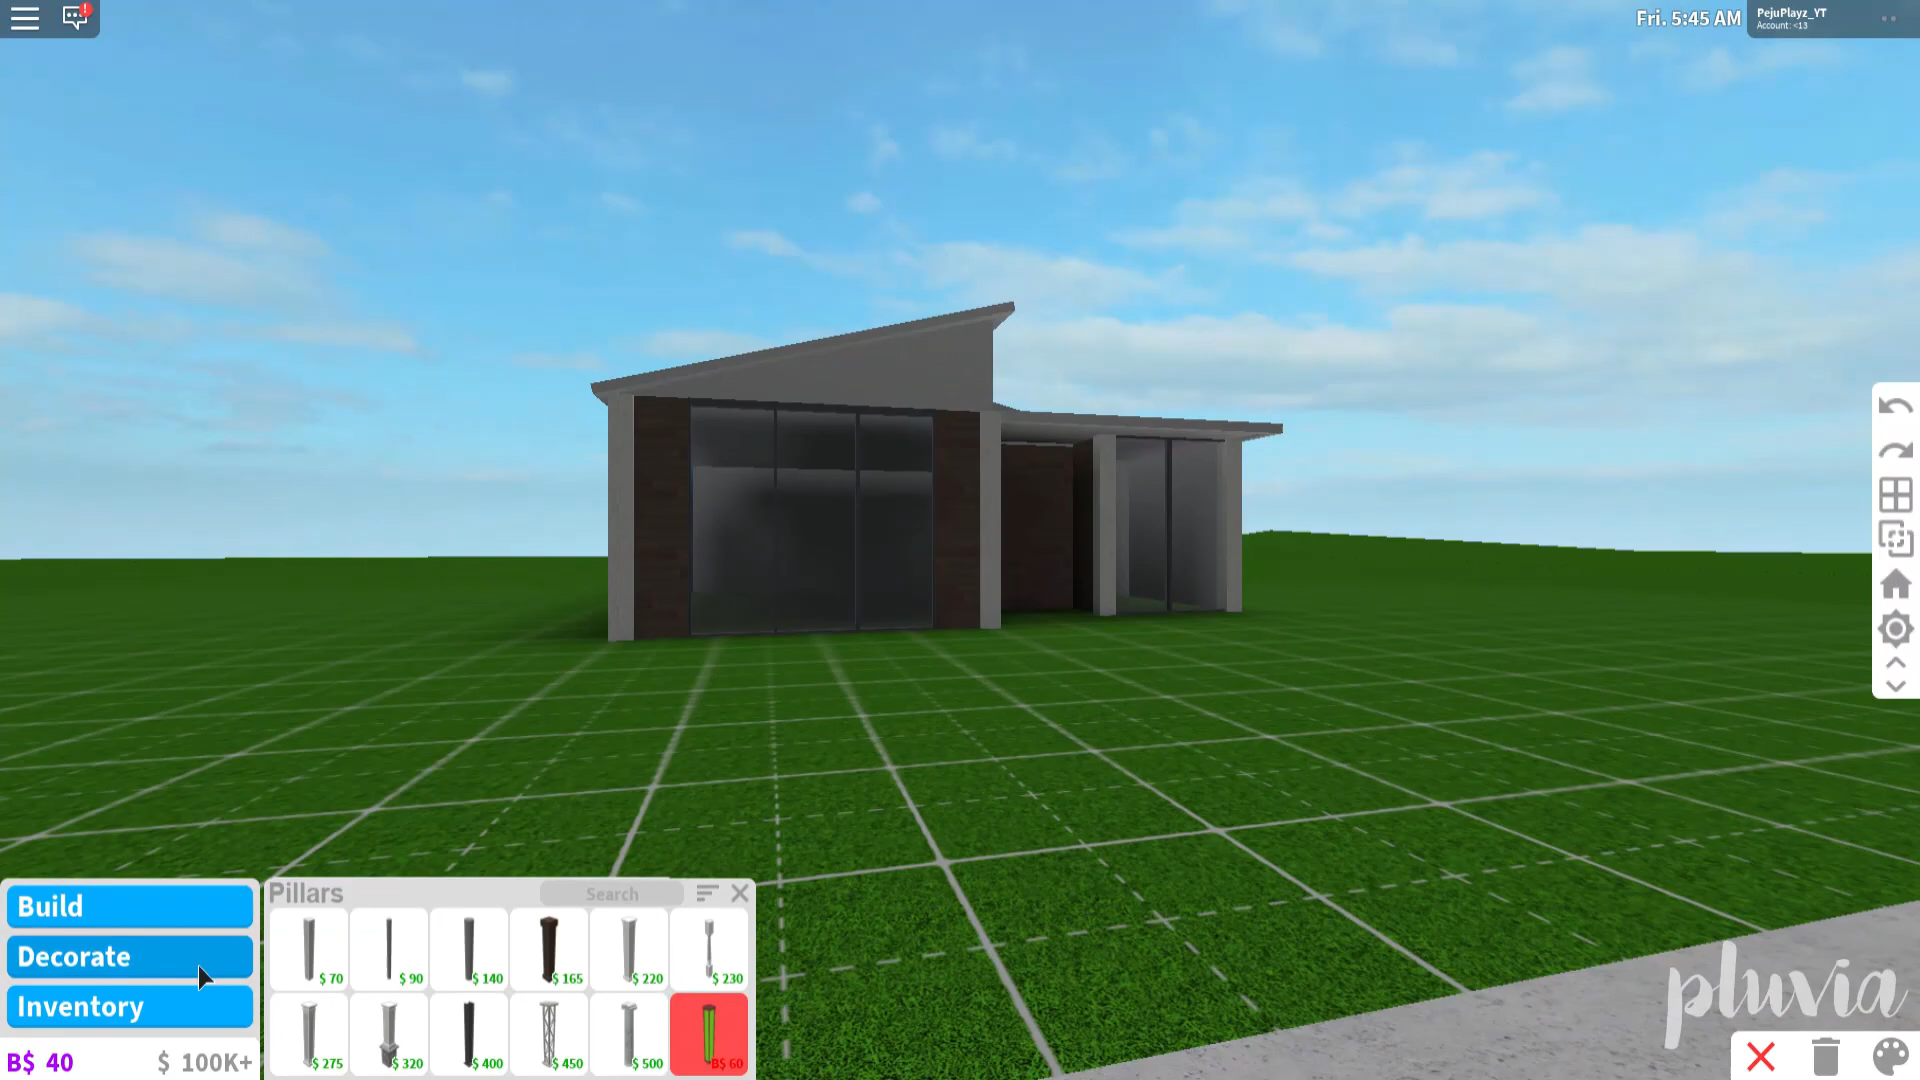 Fri. 5:45 AM
PejuPlayz_YT
Account: <13
Build
Decorate
Inventory
B$ 40
$ 100K+
Pillars
Search
$ 70
$ 90
$ 140
$ 165
$ 220
$ 230
$ 275
$ 320
$ 400
$ 450
$ 500
B$ 60
pluvia